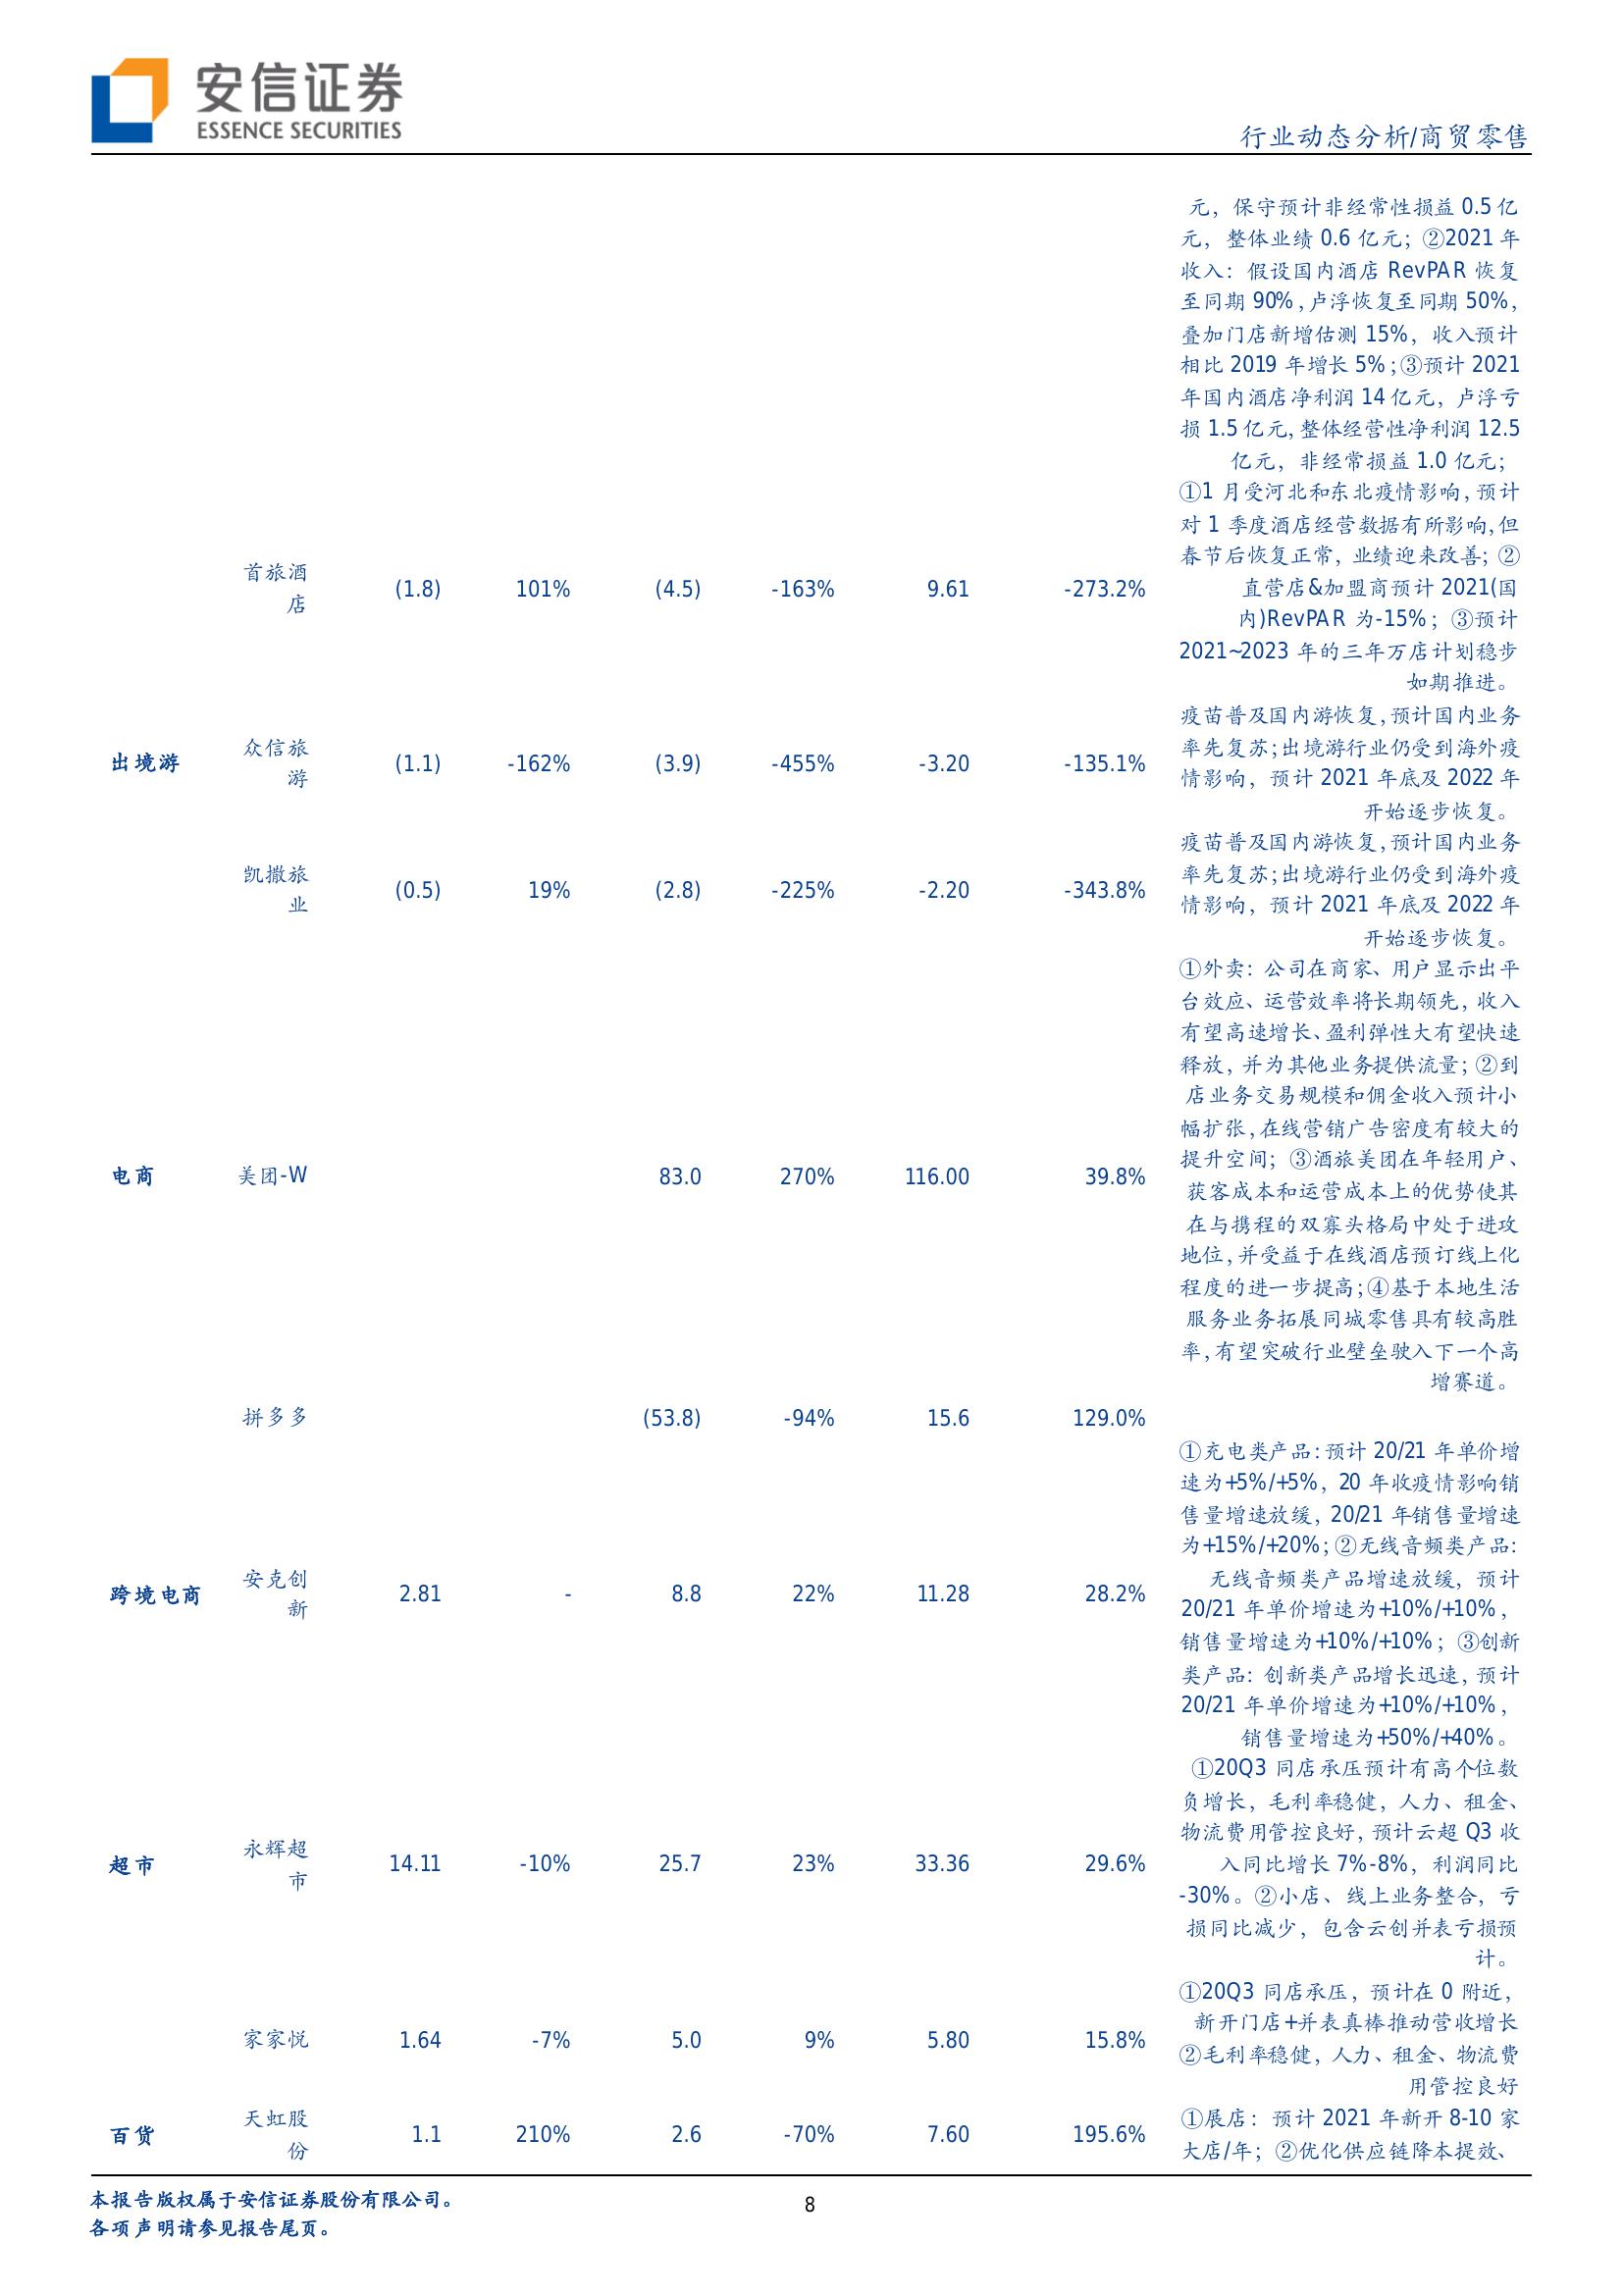 安信证券
ESSENCE SECURITIES
行业动态分析/商贸零售
元，保守预计非经常性损益 0.5 亿
元，整体业绩 0.6 亿元；②2021 年
收入：假设国内酒店 RevPAR 恢复
至同期 90%,卢浮恢复至同期 50%,
叠加门店新增估测 15%，收入预计
相比 2019 年增长 5%;③预计 2021
年国内酒店净利润 14 亿元，卢浮亏
损 1.5 亿元,整体经营性净利润 12.5
亿元，非经常损益 1.0 亿元；
首旅酒
店
(1.8) 101% (4.5) -163% 9.61 -273.2%
①1 月受河北和东北疫情影响,预计
对 1 季度酒店经营数据有所影响,但
春节后恢复正常，业绩迎来改善；②
直营店&加盟商预计 2021(国
内)RevPAR 为-15%；③预计
2021~2023 年的三年万店计划稳步
如期推进。
出境游
众信旅
游
(1.1) -162% (3.9) -455% -3.20 -135.1%
疫苗普及国内游恢复,预计国内业务
率先复苏;出境游行业仍受到海外疫
情影响，预计 2021 年底及 2022 年
开始逐步恢复。
凯撒旅
业
(0.5) 19% (2.8) -225% -2.20 -343.8%
疫苗普及国内游恢复,预计国内业务
率先复苏;出境游行业仍受到海外疫
情影响，预计 2021 年底及 2022 年
开始逐步恢复。
电商 美团-W 83.0 270% 116.00 39.8%
①外卖：公司在商家、用户显示出平
台效应、运营效率将长期领先，收入
有望高速增长、盈利弹性大有望快速
释放，并为其他业务提供流量；②到
店业务交易规模和佣金收入预计小
幅扩张,在线营销广告密度有较大的
提升空间；③酒旅美团在年轻用户、
获客成本和运营成本上的优势使其
在与携程的双寡头格局中处于进攻
地位,并受益于在线酒店预订线上化
程度的进一步提高;④基于本地生活
服务业务拓展同城零售具有较高胜
率,有望突破行业壁垒驶入下一个高
增赛道。
拼多多 (53.8) -94% 15.6 129.0%
跨境电商
安克创
新
2.81 - 8.8 22% 11.28 28.2%
①充电类产品:预计 20/21 年单价增
速为+5%/+5%，20 年收疫情影响销
售量增速放缓，20/21 年销售量增速
为+15%/+20%;②无线音频类产品:
无线音频类产品增速放缓，预计
20/21 年单价增速为+10%/+10%，
销售量增速为+10%/+10%；③创新
类产品：创新类产品增长迅速,预计
20/21 年单价增速为+10%/+10%，
销售量增速为+50%/+40%。
超市
永辉超
市
14.11 -10% 25.7 23% 33.36 29.6%
①20Q3 同店承压预计有高个位数
负增长，毛利率稳健，人力、租金、
物流费用管控良好,预计云超 Q3 收
入同比增长 7%-8%，利润同比
-30%。②小店、线上业务整合，亏
损同比减少，包含云创并表亏损预
计。
家家悦 1.64 -7% 5.0 9% 5.80 15.8%
①20Q3 同店承压，预计在 0 附近，
新开门店+并表真棒推动营收增长
②毛利率稳健，人力、租金、物流费
用管控良好
百货
天虹股
份
1.1 210% 2.6 -70% 7.60 195.6%
①展店：预计 2021 年新开 8-10 家
大店/年；②优化供应链降本提效、
本报告版权属于安信证券股份有限公司。
各项声明请参见报告尾页。
8